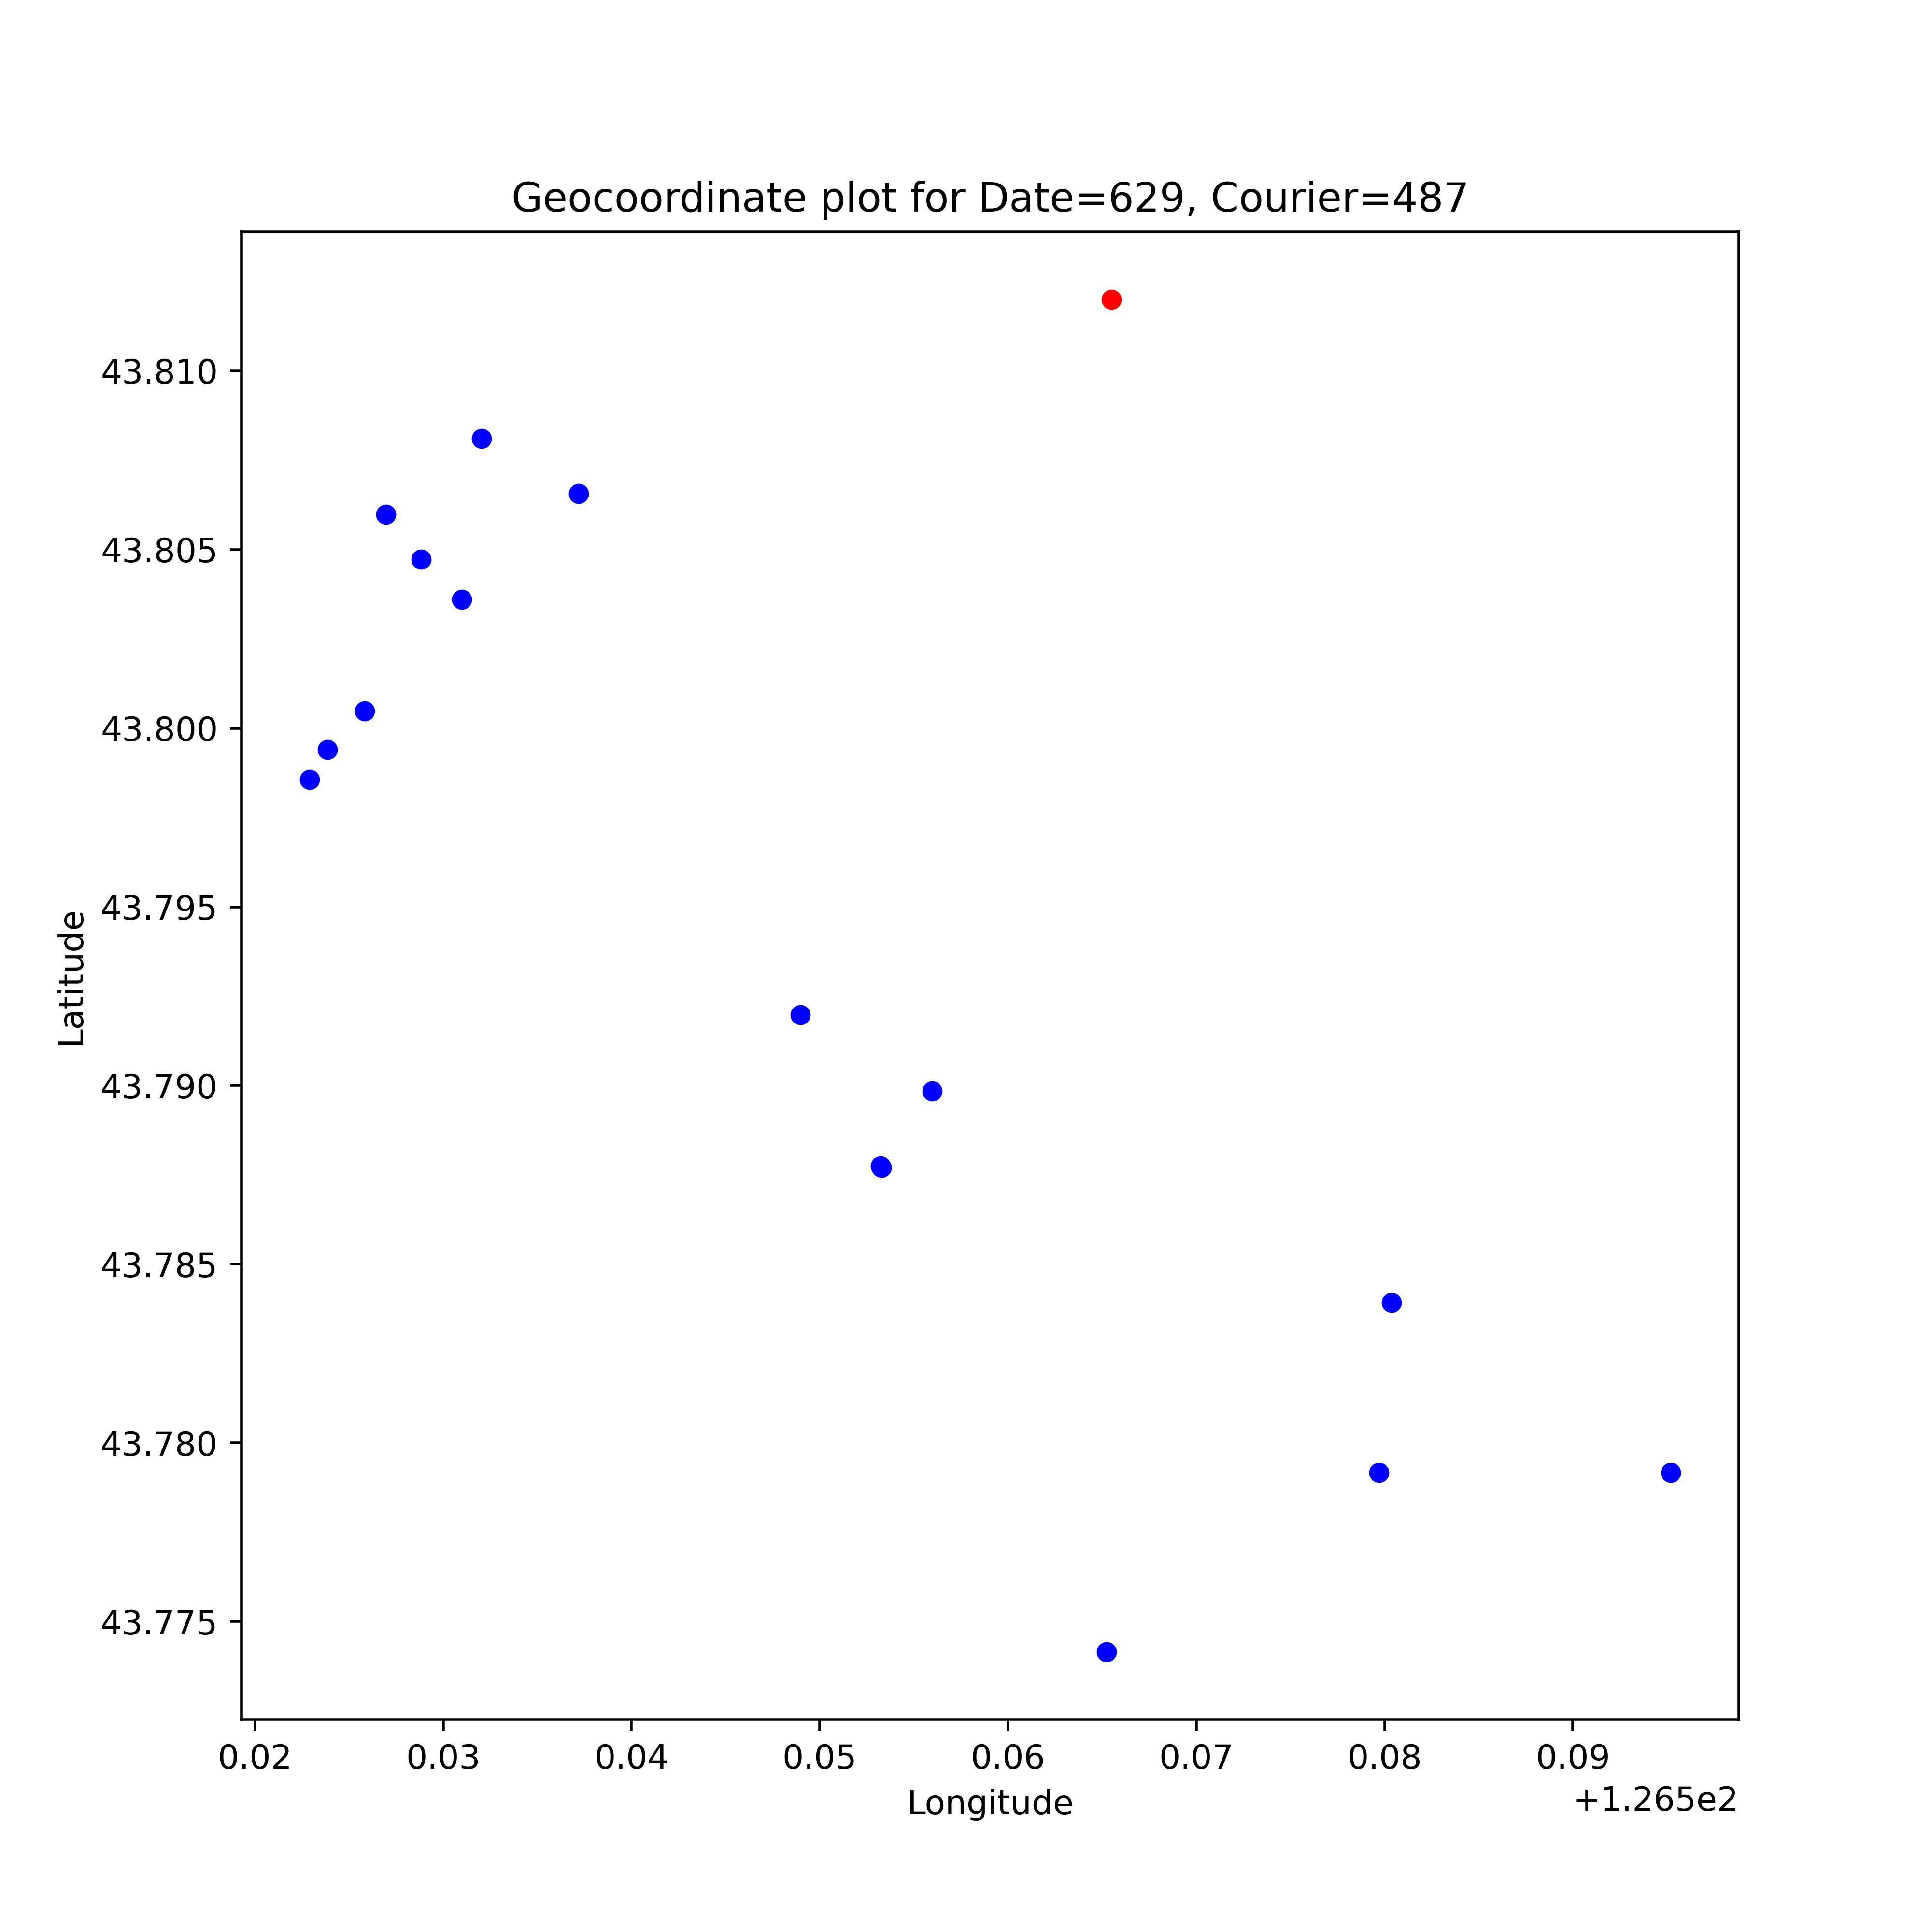 Geocoordinate plot for Date=629, Courier=487
43.810
43.805
43.800
43.795
43.790
43.785
43.780
43.775
Latitude
0.02 0.03 0.04 0.05 0.06 0.07 0.08 0.09
+1.265e2
Longitude